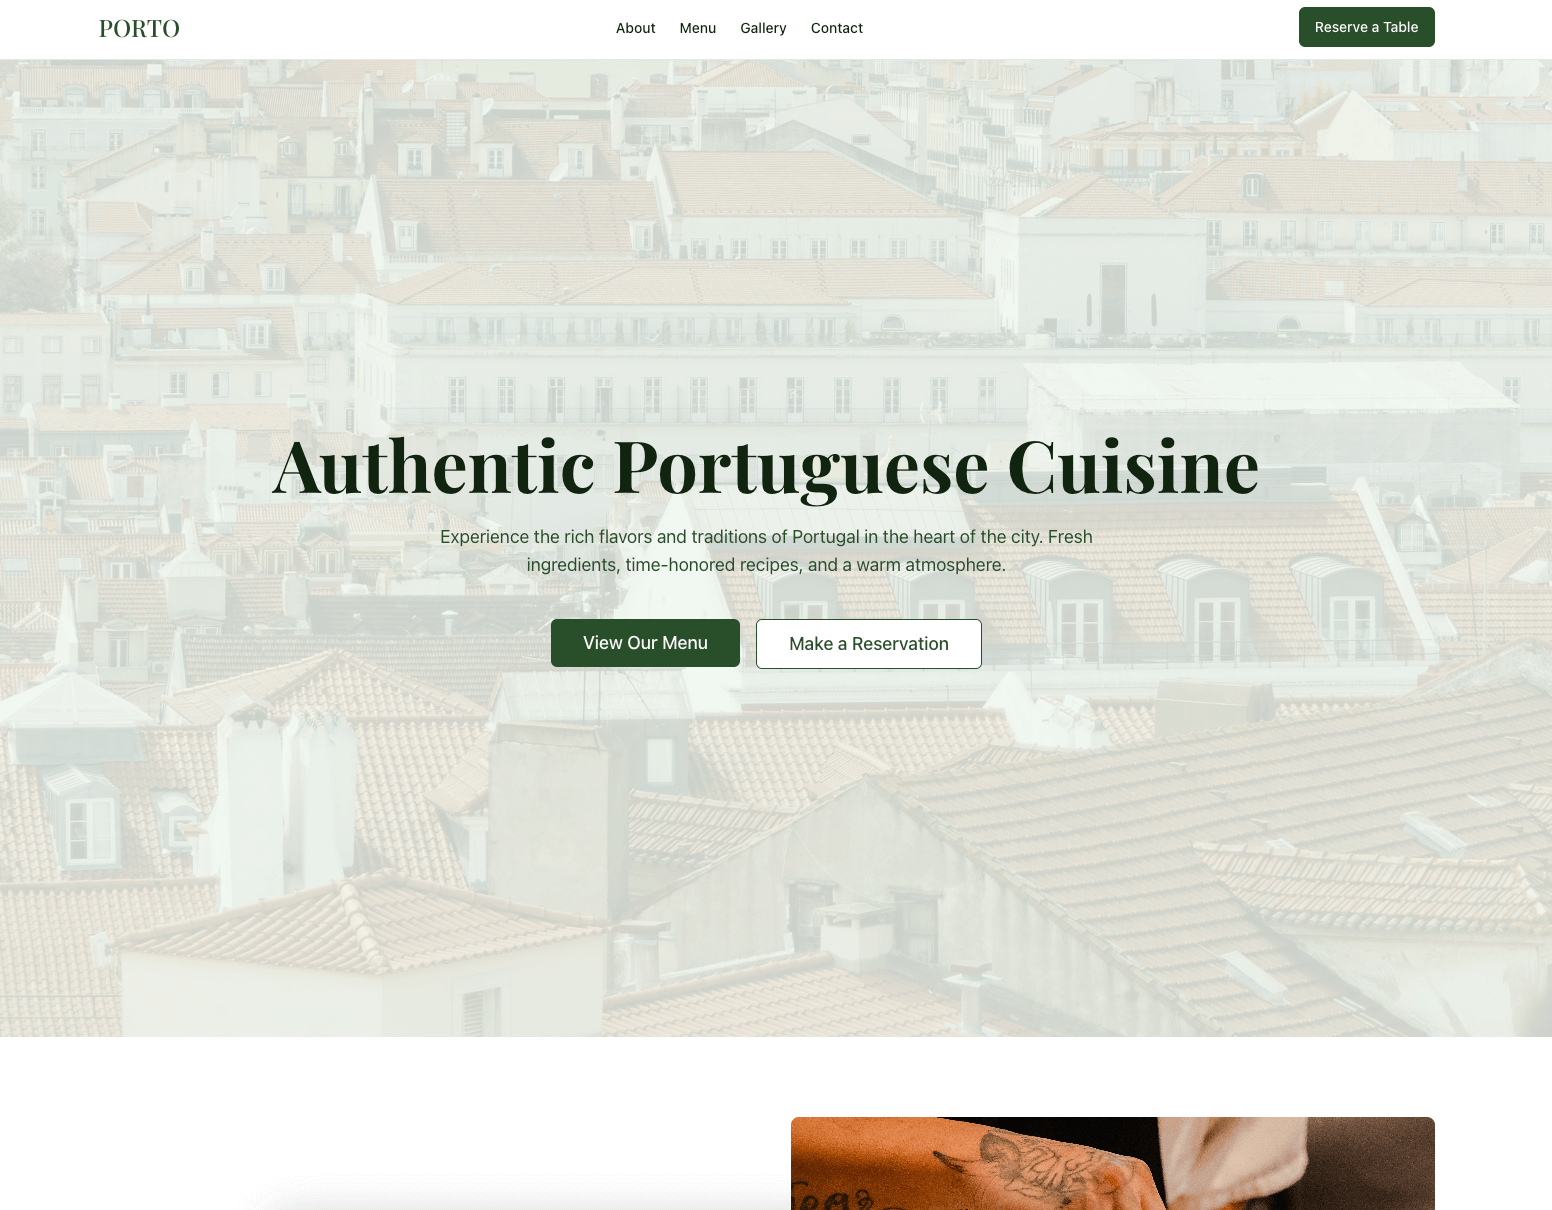 PORTO
About
Menu
Gallery
Contact
Reserve a Table
Authentic Portuguese Cuisine
Experience the rich flavors and traditions of Portugal in the heart of the city. Fresh
ingredients, time-honored recipes, and a warm atmosphere.
View Our Menu
Make a Reservation